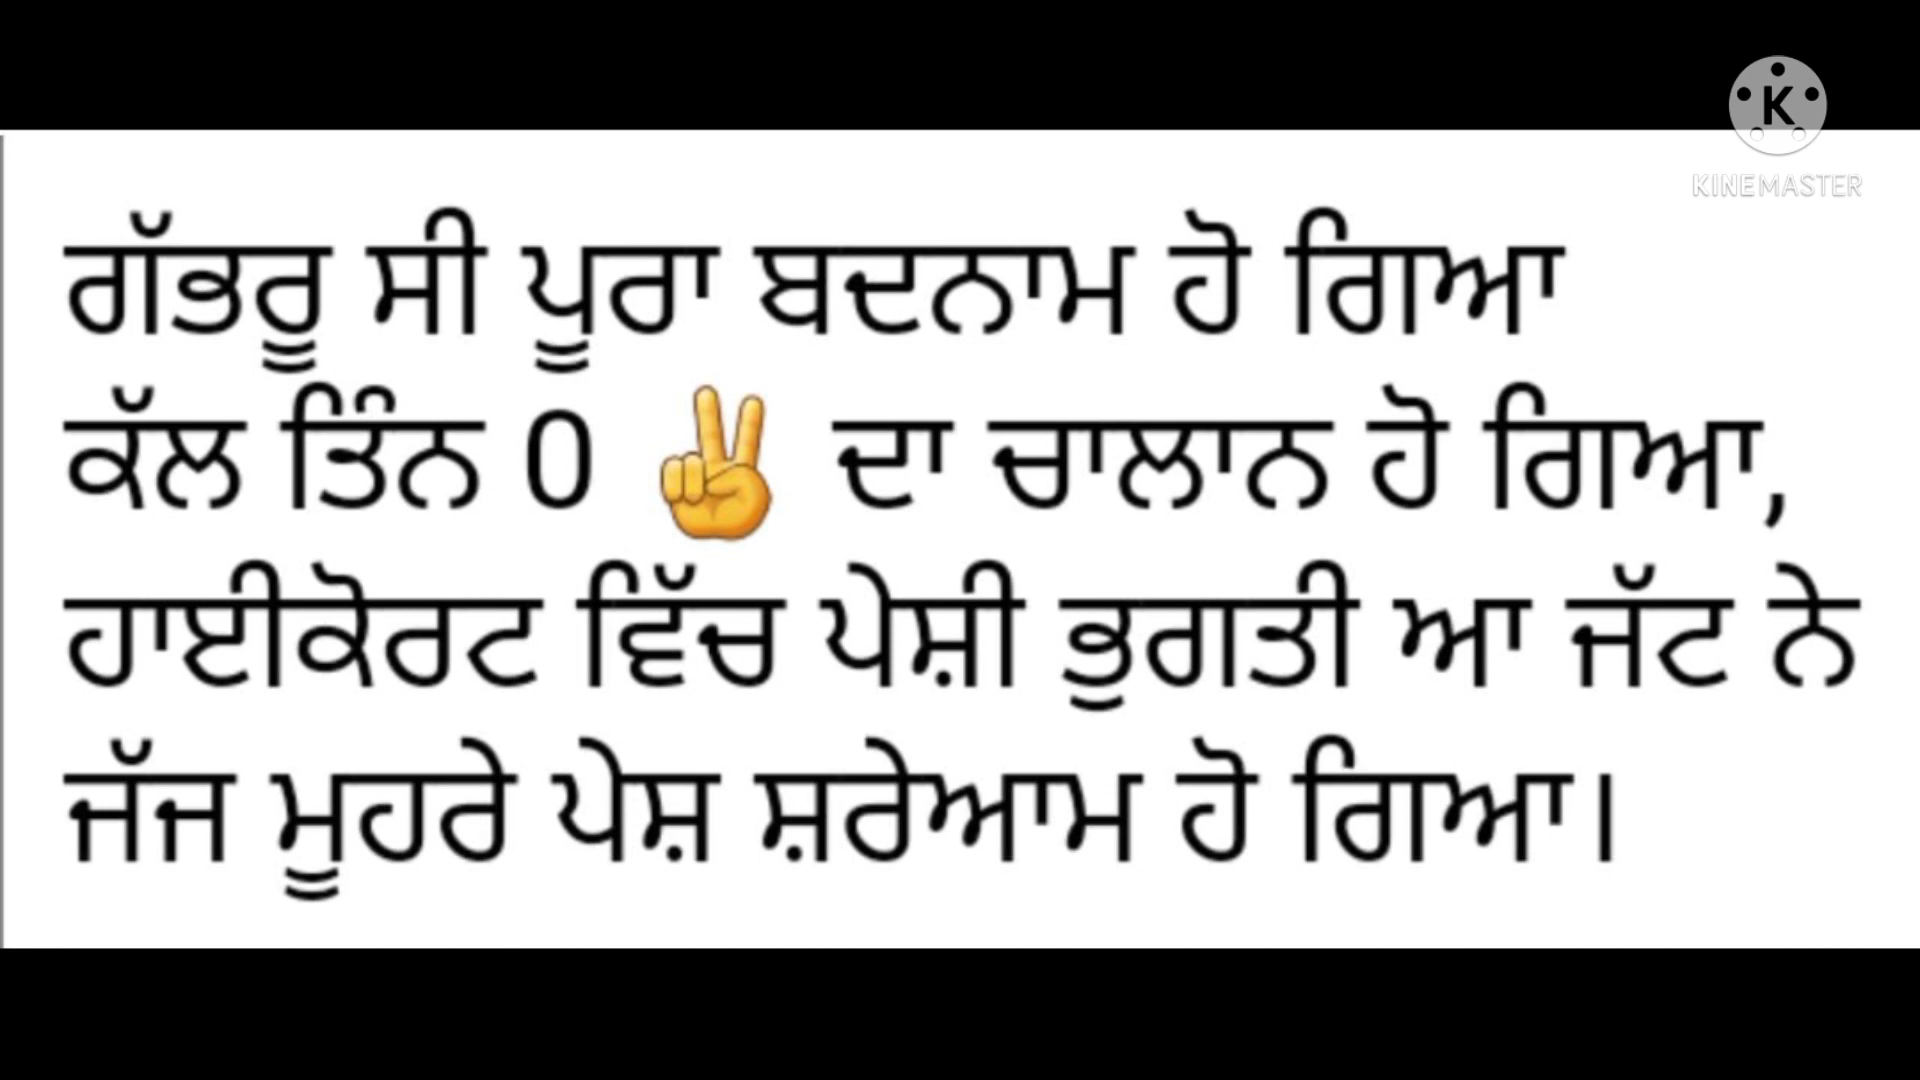 K
KINEMASTER
ਗੱਭਰੂ ਸੀ ਪੂਰਾ ਬਦਨਾਮ ਹੋ ਗਿਆ
ਕੱਲ ਤਿੰਨ 0 ✌ ਦਾ ਚਾਲਾਨ ਹੋ ਗਿਆ,
ਹਾਈਕੋਰਟ ਵਿੱਚ ਪੇਸ਼ੀ ਭੁਗਤੀ ਆ ਜੱਟ ਨੇ
ਜੱਜ ਮੂਹਰੇ ਪੇਸ਼ ਸ਼ਰੇਆਮ ਹੋ ਗਿਆ।